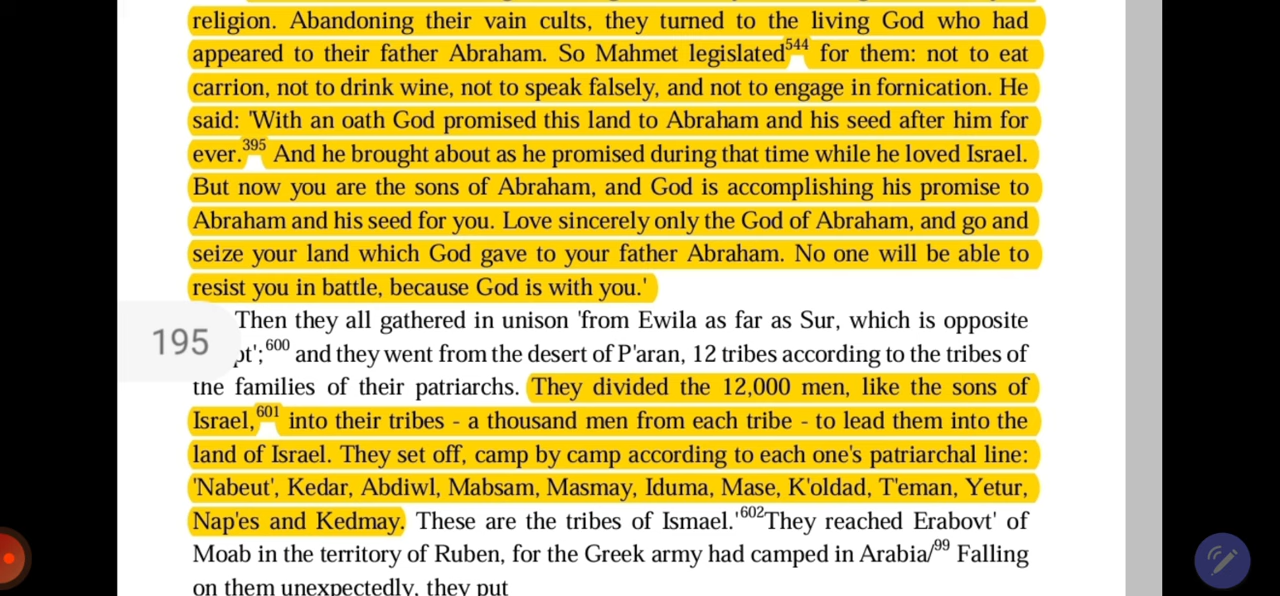 religion. Abandoning their vain cults, they turned to the living God who had
appeared to their father Abraham. So Mahmet legislated544 for them: not to eat
carrion, not to drink wine, not to speak falsely, and not to engage in fornication. He
said: 'With an oath God promised this land to Abraham and his seed after him for
ever.395 And he brought about as he promised during that time while he loved Israel.
But now you are the sons of Abraham, and God is accomplishing his promise to
Abraham and his seed for you. Love sincerely only the God of Abraham, and go and
seize your land which God gave to your father Abraham. No one will be able to
resist you in battle, because God is with you.'
Then they all gathered in unison 'from Ewila as far as Sur, which is opposite
195
pt';600 and they went from the desert of P'aran, 12 tribes according to the tribes of
the families of their patriarchs. They divided the 12,000 men, like the sons of
Israel,601 into their tribes - a thousand men from each tribe - to lead them into the
land of Israel. They set off, camp by camp according to each one's patriarchal line:
'Nabeut', Kedar, Abdiwl, Mabsam, Masmay, Iduma, Mase, K'oldad, T'eman, Yetur,
Nap'es and Kedmay. These are the tribes of Ismael.'602They reached Erabovt' of
Moab in the territory of Ruben, for the Greek army had camped in Arabia/99 Falling
on them unexpectedly, they put